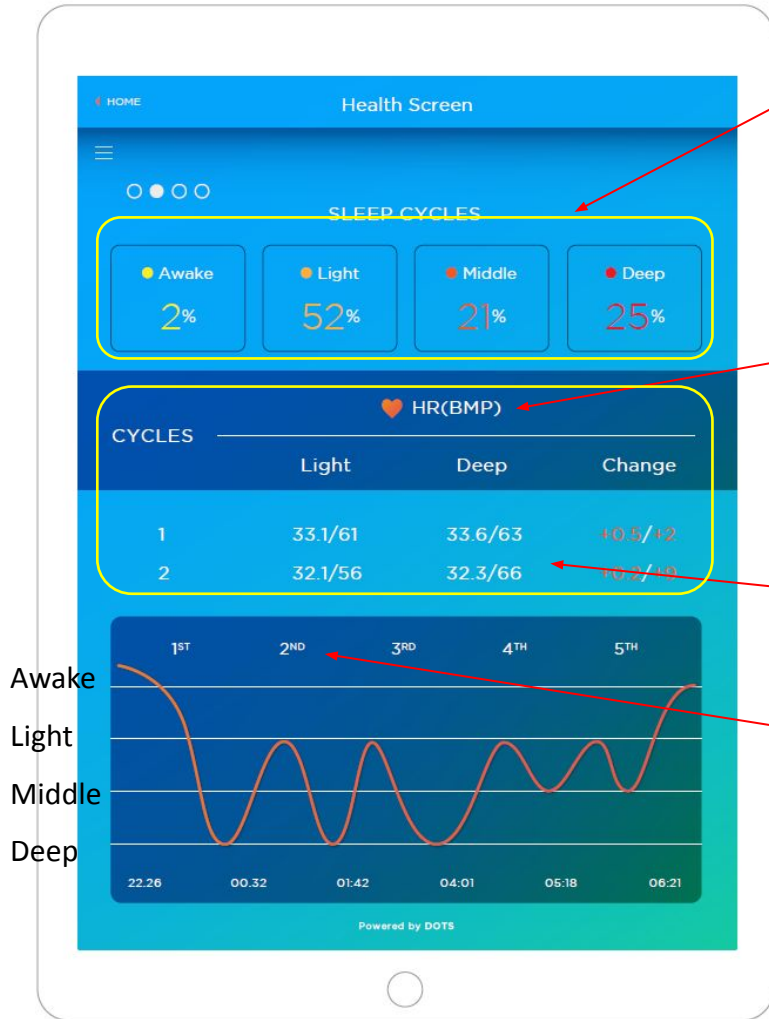 HOME
Health Screen
SLEEP CYCLES
Awake Light Middle Deep
2% 52% 21% 25%
HR(BMP)
CYCLES
Light Deep Change
1 33.1/61 33.6/63 +0.5/+2
2 32.1/56 32.3/66 +0.2/+9
1ST 2ND 3RD 4TH 5TH
Awake
Light
Middle
Deep
22.26 00.32 01:42 04:01 05:18 06:21
Powered by DOTS